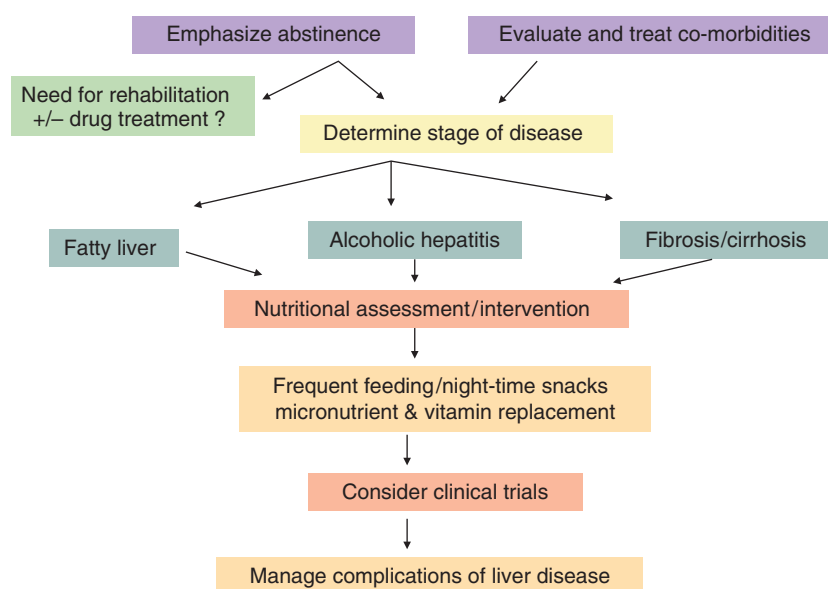 Emphasize abstinence
Evaluate and treat co-morbidities
Need for rehabilitation
+/– drug treatment ?
Determine stage of disease
Fatty liver
Alcoholic hepatitis
Fibrosis/cirrhosis
Nutritional assessment/intervention
Frequent feeding/night-time snacks
micronutrient & vitamin replacement
Consider clinical trials
Manage complications of liver disease